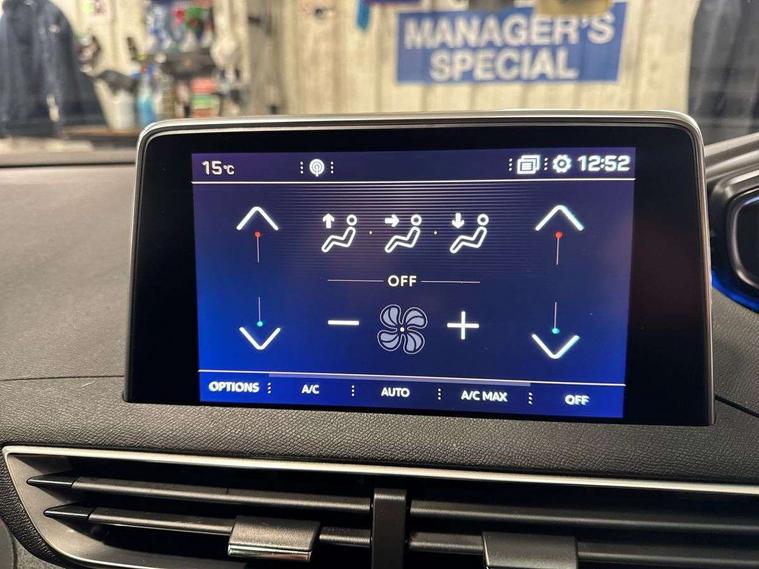 MANAGER'S
SPECIAL
15°C 12:52
OFF
OPTIONS A/C AUTO A/C MAX OFF